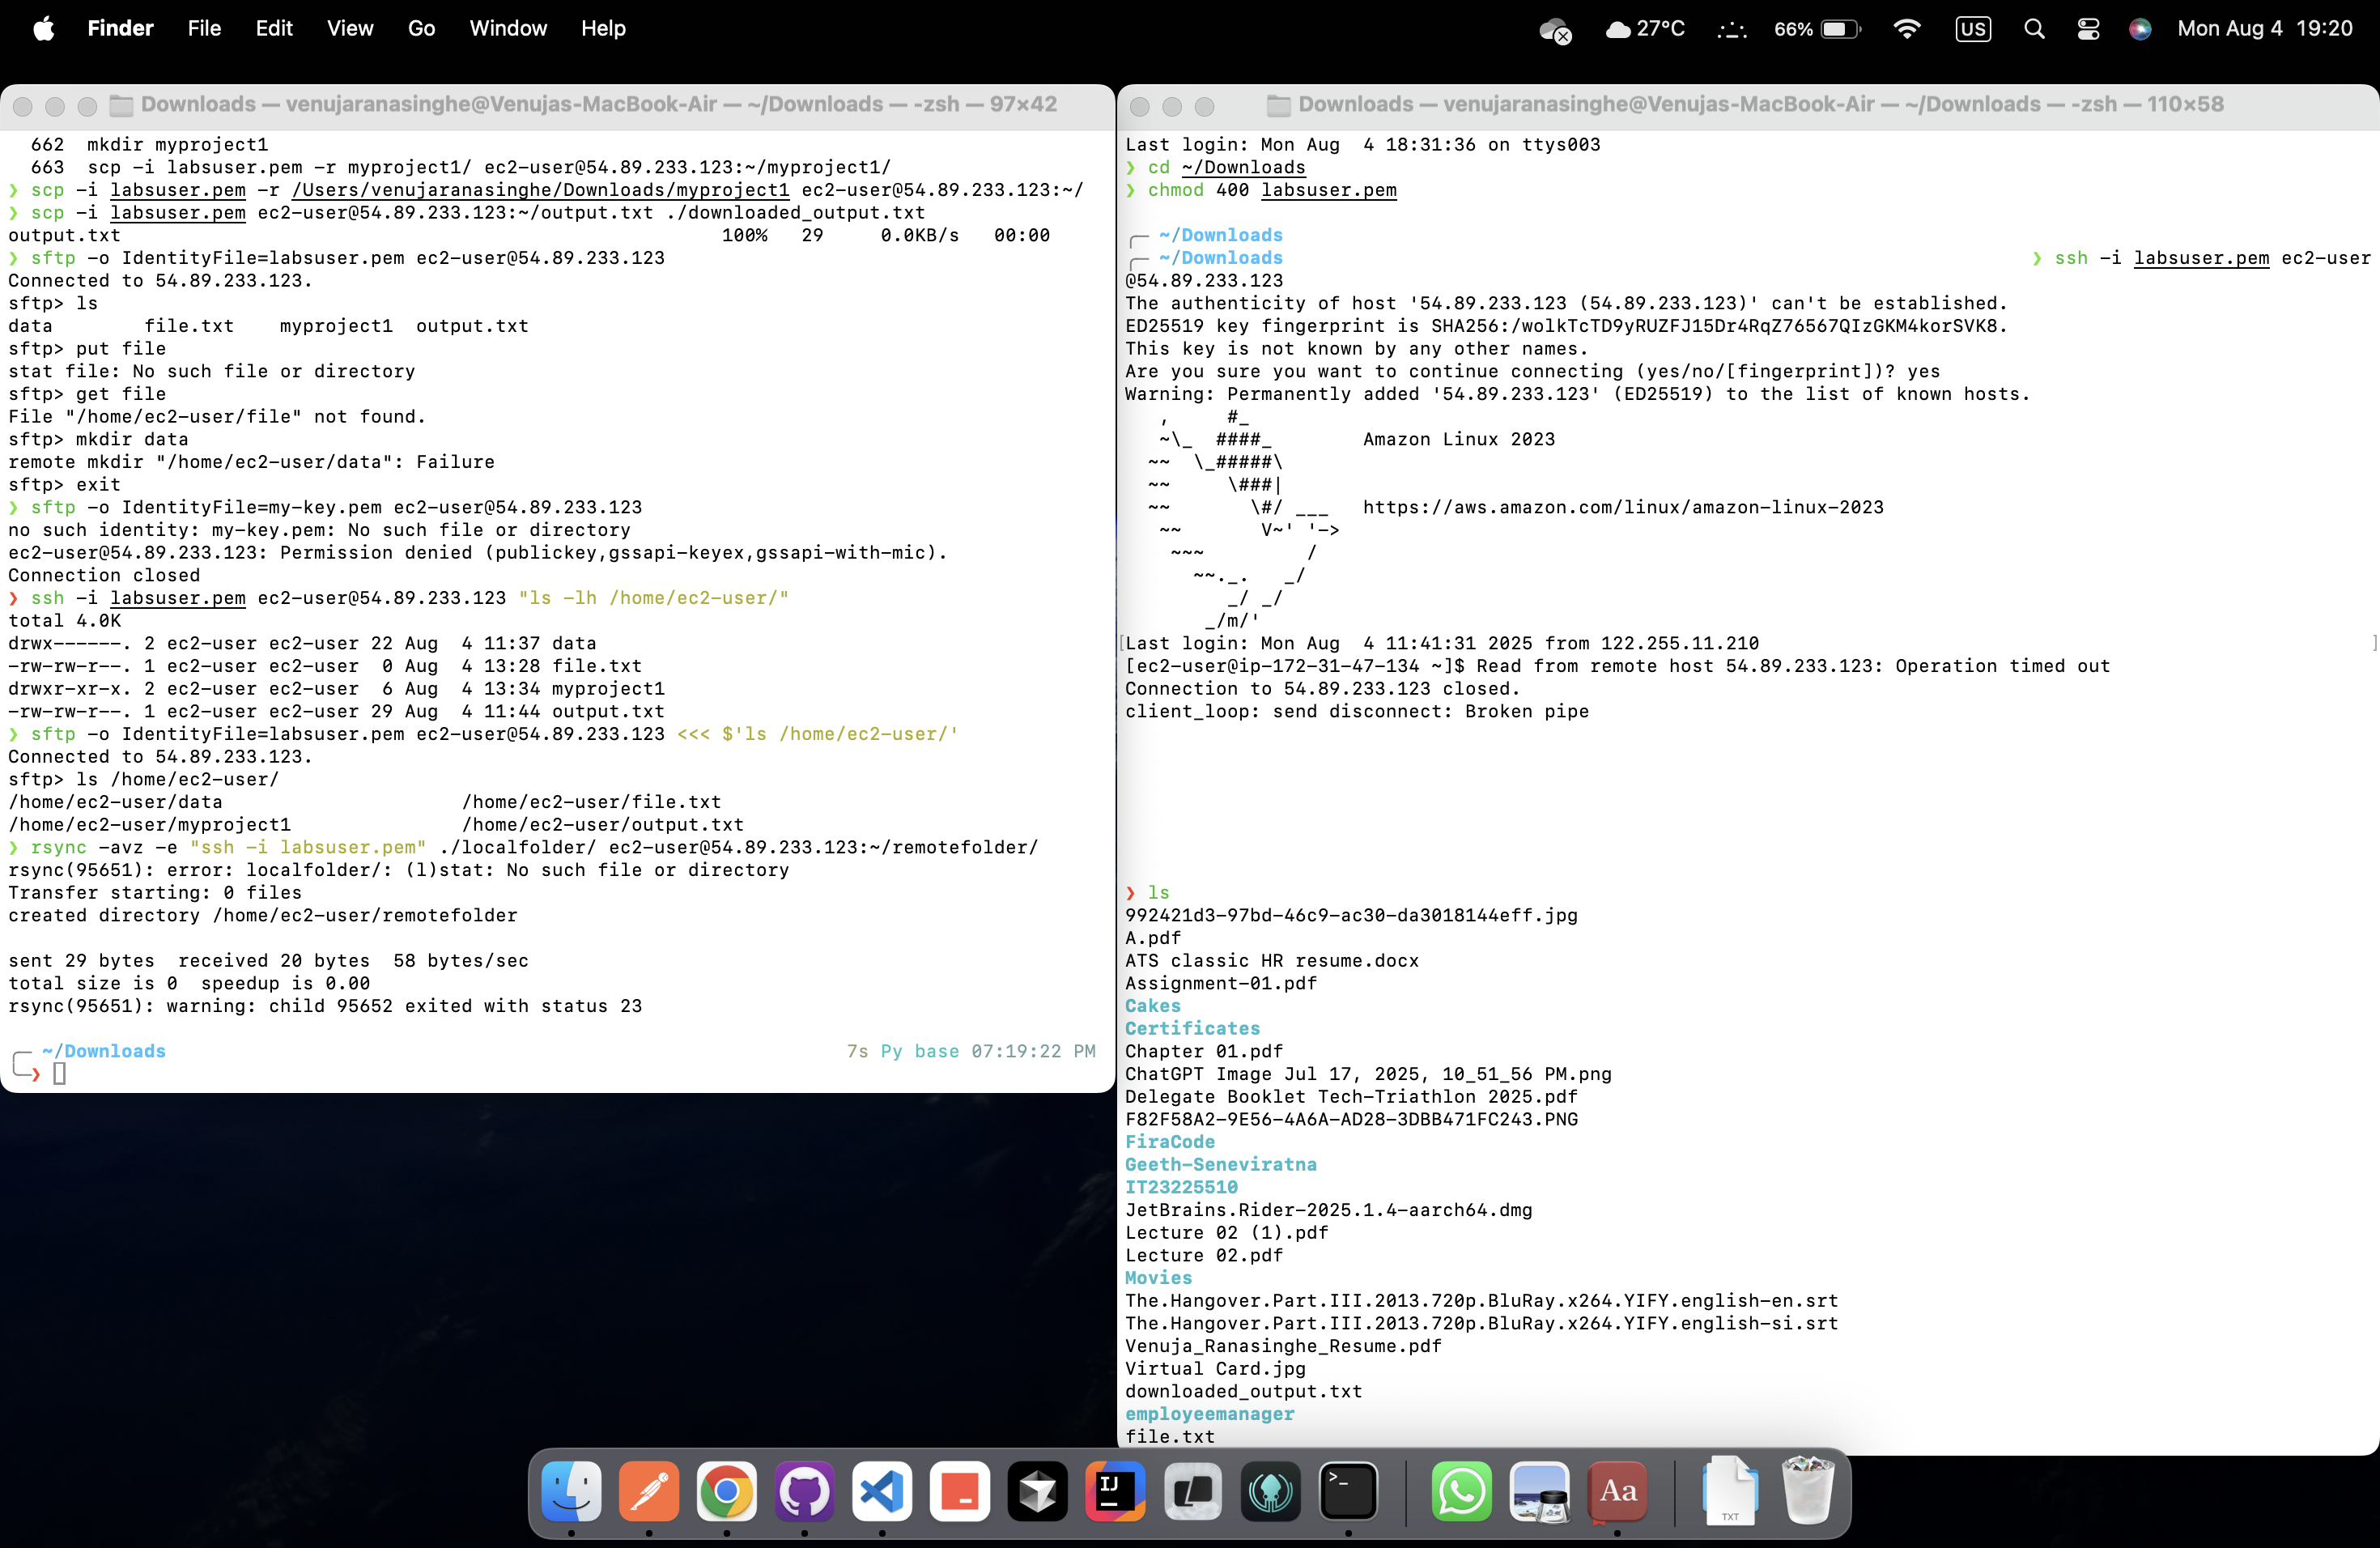 Finder File Edit View Go Window Help 27°C 66% US Mon Aug 4 19:20
Downloads — venujaranasinghe@Venujas-MacBook-Air — ~/Downloads — -zsh — 97×42
662 mkdir myproject1
663 scp -i labsuser.pem -r myproject1/ ec2-user@54.89.233.123:~/myproject1/
❯ scp -i labsuser.pem -r /Users/venujaranasinghe/Downloads/myproject1 ec2-user@54.89.233.123:~/
❯ scp -i labsuser.pem ec2-user@54.89.233.123:~/output.txt ./downloaded_output.txt
output.txt 100% 29 0.0KB/s 00:00
❯ sftp -o IdentityFile=labsuser.pem ec2-user@54.89.233.123
Connected to 54.89.233.123.
sftp> ls
data file.txt myproject1 output.txt
sftp> put file
stat file: No such file or directory
sftp> get file
File "/home/ec2-user/file" not found.
sftp> mkdir data
remote mkdir "/home/ec2-user/data": Failure
sftp> exit
❯ sftp -o IdentityFile=my-key.pem ec2-user@54.89.233.123
no such identity: my-key.pem: No such file or directory
ec2-user@54.89.233.123: Permission denied (publickey,gssapi-keyex,gssapi-with-mic).
Connection closed
❯ ssh -i labsuser.pem ec2-user@54.89.233.123 "ls -lh /home/ec2-user/"
total 4.0K
drwx------. 2 ec2-user ec2-user 22 Aug 4 11:37 data
-rw-rw-r--. 1 ec2-user ec2-user 0 Aug 4 13:28 file.txt
drwxr-xr-x. 2 ec2-user ec2-user 6 Aug 4 13:34 myproject1
-rw-rw-r--. 1 ec2-user ec2-user 29 Aug 4 11:44 output.txt
❯ sftp -o IdentityFile=labsuser.pem ec2-user@54.89.233.123 <<< $'ls /home/ec2-user/'
Connected to 54.89.233.123.
sftp> ls /home/ec2-user/
/home/ec2-user/data /home/ec2-user/file.txt
/home/ec2-user/myproject1 /home/ec2-user/output.txt
❯ rsync -avz -e "ssh -i labsuser.pem" ./localfolder/ ec2-user@54.89.233.123:~/remotefolder/
rsync(95651): error: localfolder/: (l)stat: No such file or directory
Transfer starting: 0 files
created directory /home/ec2-user/remotefolder
sent 29 bytes received 20 bytes 58 bytes/sec
total size is 0 speedup is 0.00
rsync(95651): warning: child 95652 exited with status 23
~/Downloads 7s Py base 07:19:22 PM
❯
Downloads — venujaranasinghe@Venujas-MacBook-Air — ~/Downloads — -zsh — 110×58
Last login: Mon Aug 4 18:31:36 on ttys003
❯ cd ~/Downloads
❯ chmod 400 labsuser.pem
~/Downloads
~/Downloads ❯ ssh -i labsuser.pem ec2-user
@54.89.233.123
The authenticity of host '54.89.233.123 (54.89.233.123)' can't be established.
ED25519 key fingerprint is SHA256:/wolkTcTD9yRUZFJ15Dr4RqZ76567QIzGKM4korSVK8.
This key is not known by any other names.
Are you sure you want to continue connecting (yes/no/[fingerprint])? yes
Warning: Permanently added '54.89.233.123' (ED25519) to the list of known hosts.
   ,     #_
   ~\_  ####_        Amazon Linux 2023
  ~~  \_#####\
  ~~     \###|
  ~~       \#/ ___   https://aws.amazon.com/linux/amazon-linux-2023
   ~~       V~' '->
    ~~~         /
      ~~._.   _/
         _/ _/
       _/m/'
Last login: Mon Aug 4 11:41:31 2025 from 122.255.11.210
[ec2-user@ip-172-31-47-134 ~]$ Read from remote host 54.89.233.123: Operation timed out
Connection to 54.89.233.123 closed.
client_loop: send disconnect: Broken pipe
❯ ls
992421d3-97bd-46c9-ac30-da3018144eff.jpg
A.pdf
ATS classic HR resume.docx
Assignment-01.pdf
Cakes
Certificates
Chapter 01.pdf
ChatGPT Image Jul 17, 2025, 10_51_56 PM.png
Delegate Booklet Tech-Triathlon 2025.pdf
F82F58A2-9E56-4A6A-AD28-3DBB471FC243.PNG
FiraCode
Geeth-Seneviratna
IT23225510
JetBrains.Rider-2025.1.4-aarch64.dmg
Lecture 02 (1).pdf
Lecture 02.pdf
Movies
The.Hangover.Part.III.2013.720p.BluRay.x264.YIFY.english-en.srt
The.Hangover.Part.III.2013.720p.BluRay.x264.YIFY.english-si.srt
Venuja_Ranasinghe_Resume.pdf
Virtual Card.jpg
downloaded_output.txt
employeemanager
file.txt
IJ
>_
Aa
TXT